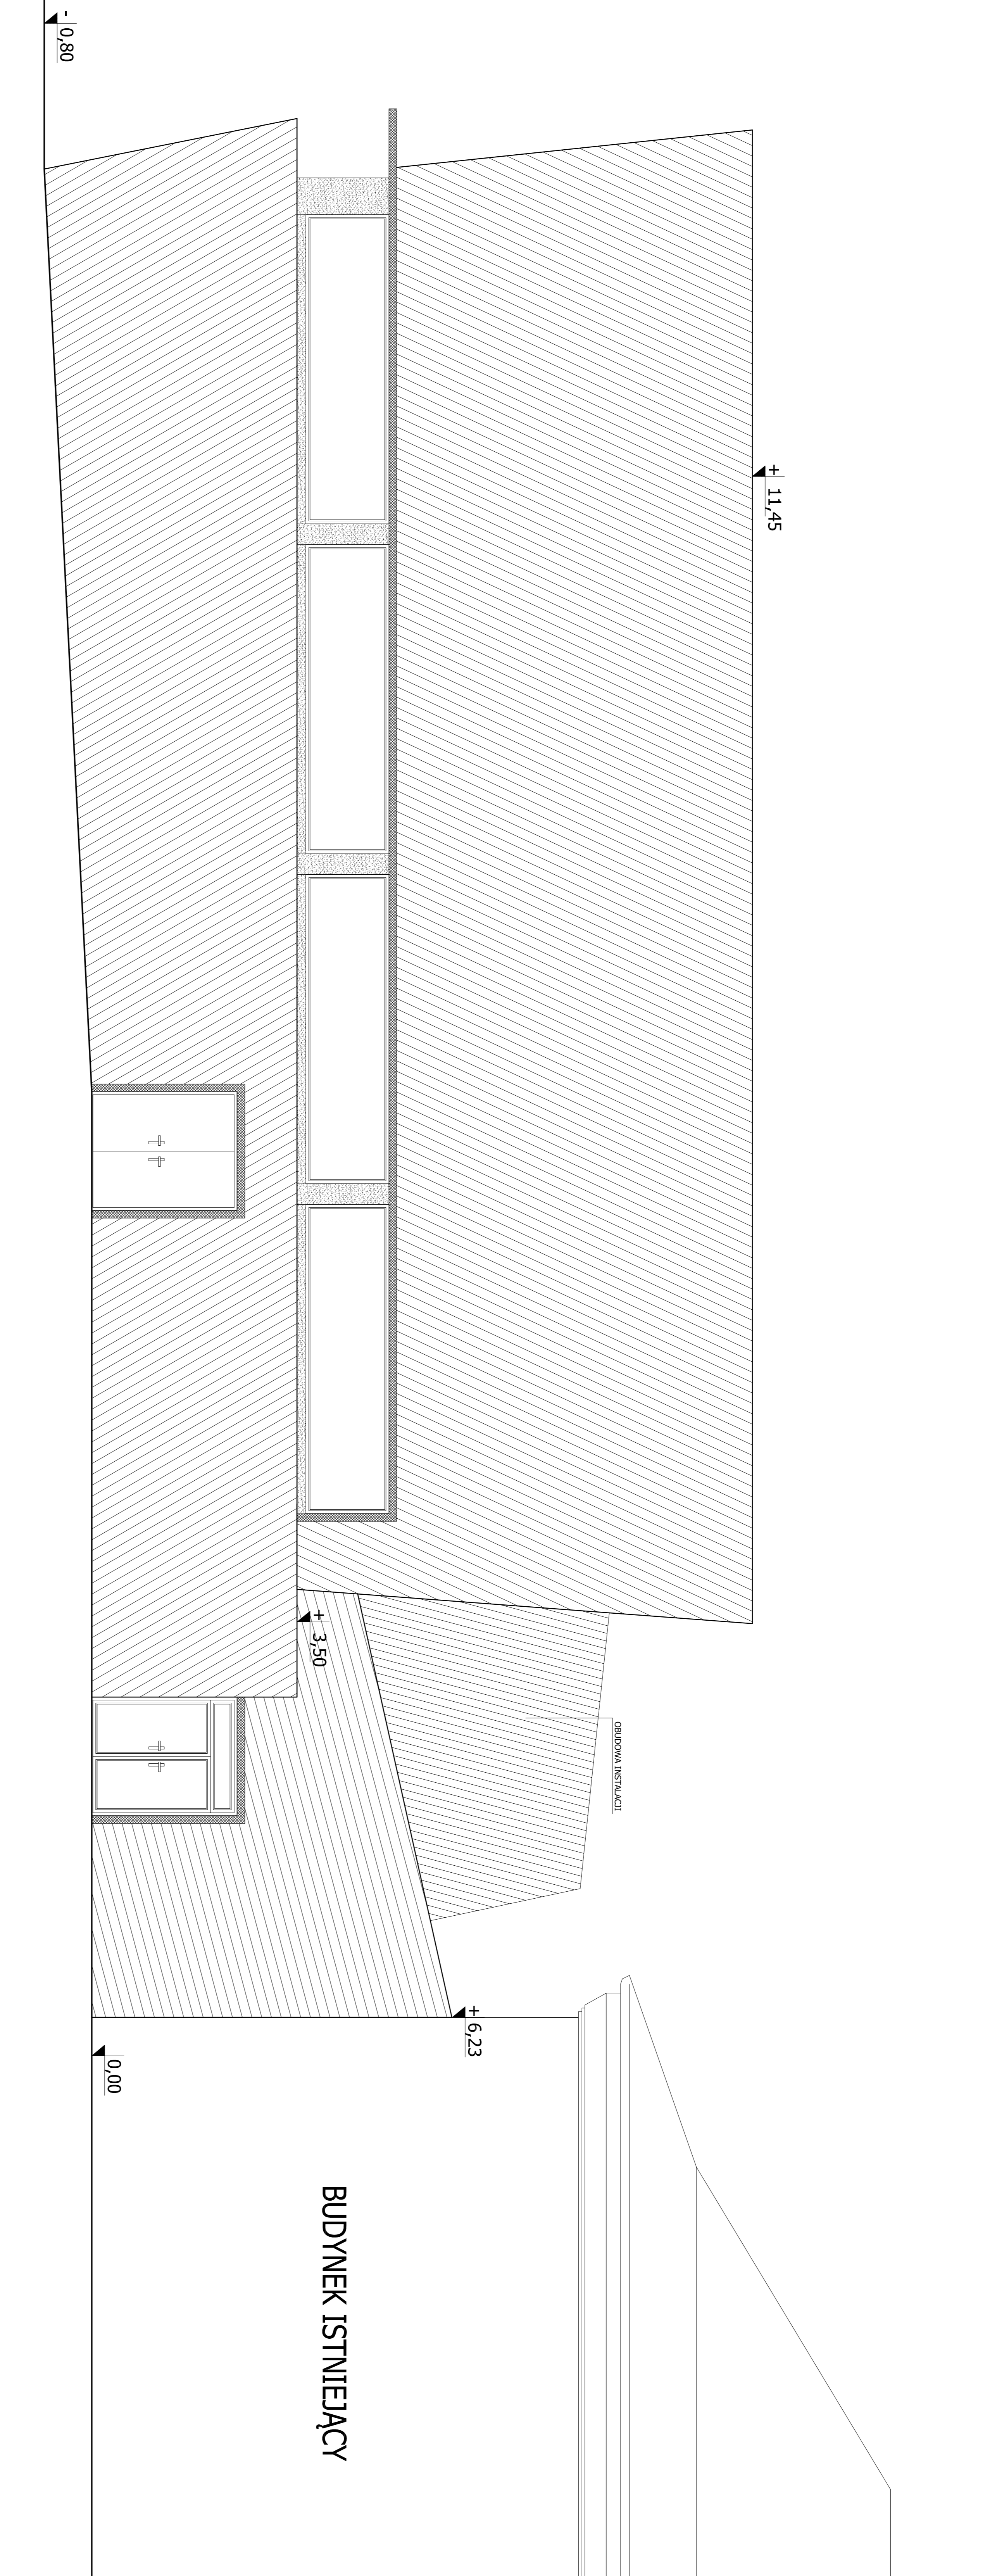 - 0,80
+ 11,45
+ 3,50
OBUDOWA INSTALACJI
+ 6,23
0,00
BUDYNEK ISTNIEJĄCY